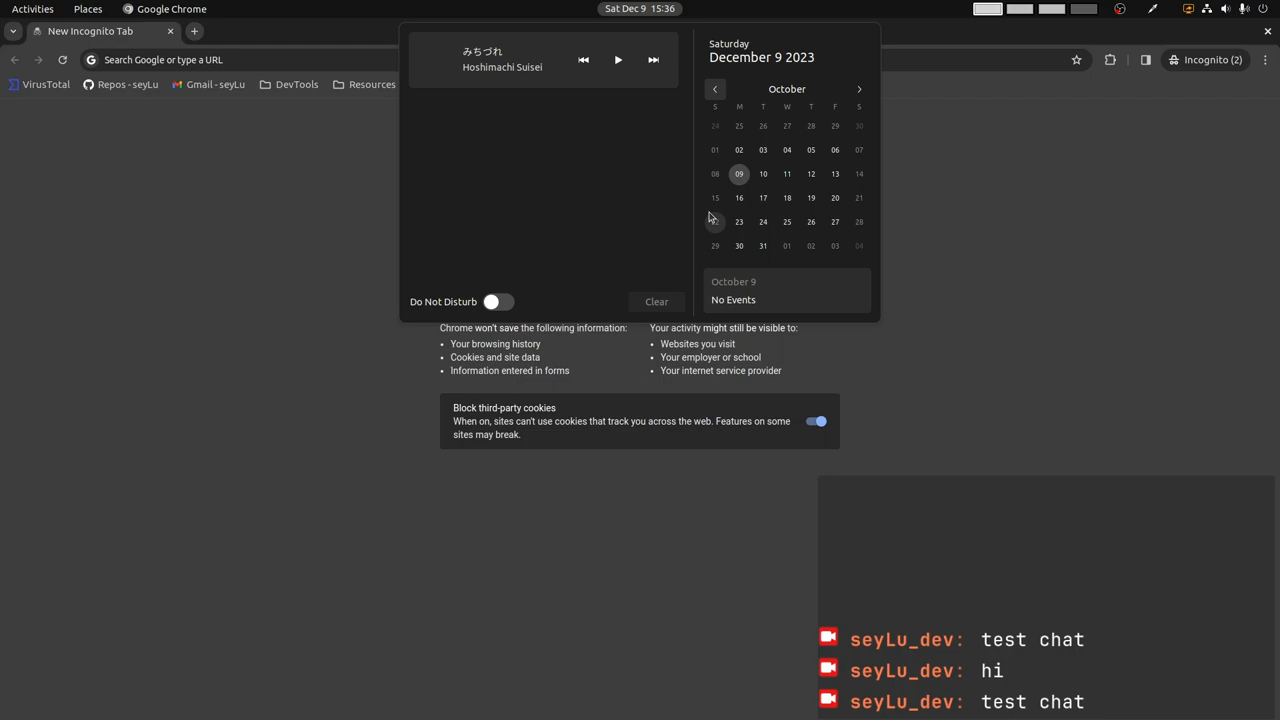 Activities Places Google Chrome Sat Dec 9 15:36
New Incognito Tab
Search Google or type a URL Incognito (2)
VirusTotal Repos - seyLu Gmail - seyLu DevTools Resources
みちづれ
Hoshimachi Suisei
Do Not Disturb Clear
Saturday
December 9 2023
October
S M T W T F S
24 25 26 27 28 29 30
01 02 03 04 05 06 07
08 09 10 11 12 13 14
15 16 17 18 19 20 21
22 23 24 25 26 27 28
29 30 31 01 02 03 04
October 9
No Events
Chrome won't save the following information:
Your browsing history
Cookies and site data
Information entered in forms
Your activity might still be visible to:
Websites you visit
Your employer or school
Your internet service provider
Block third-party cookies
When on, sites can't use cookies that track you across the web. Features on some
sites may break.
seyLu_dev: test chat
seyLu_dev: hi
seyLu_dev: test chat